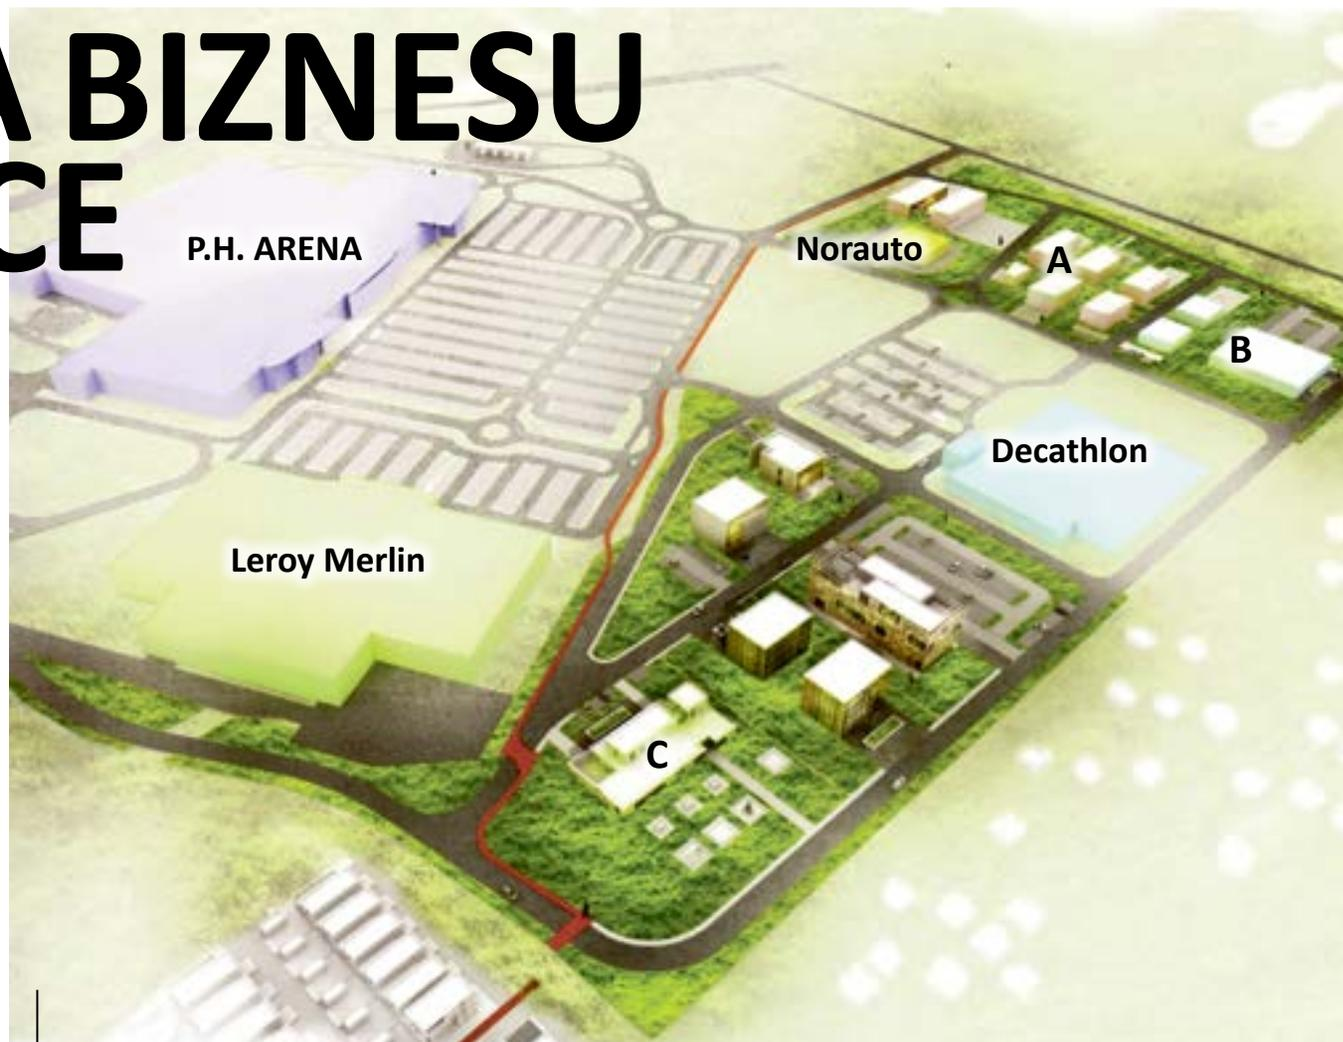 A BIZNESU
CE
P.H. ARENA
Norauto
A
B
Decathlon
Leroy Merlin
C